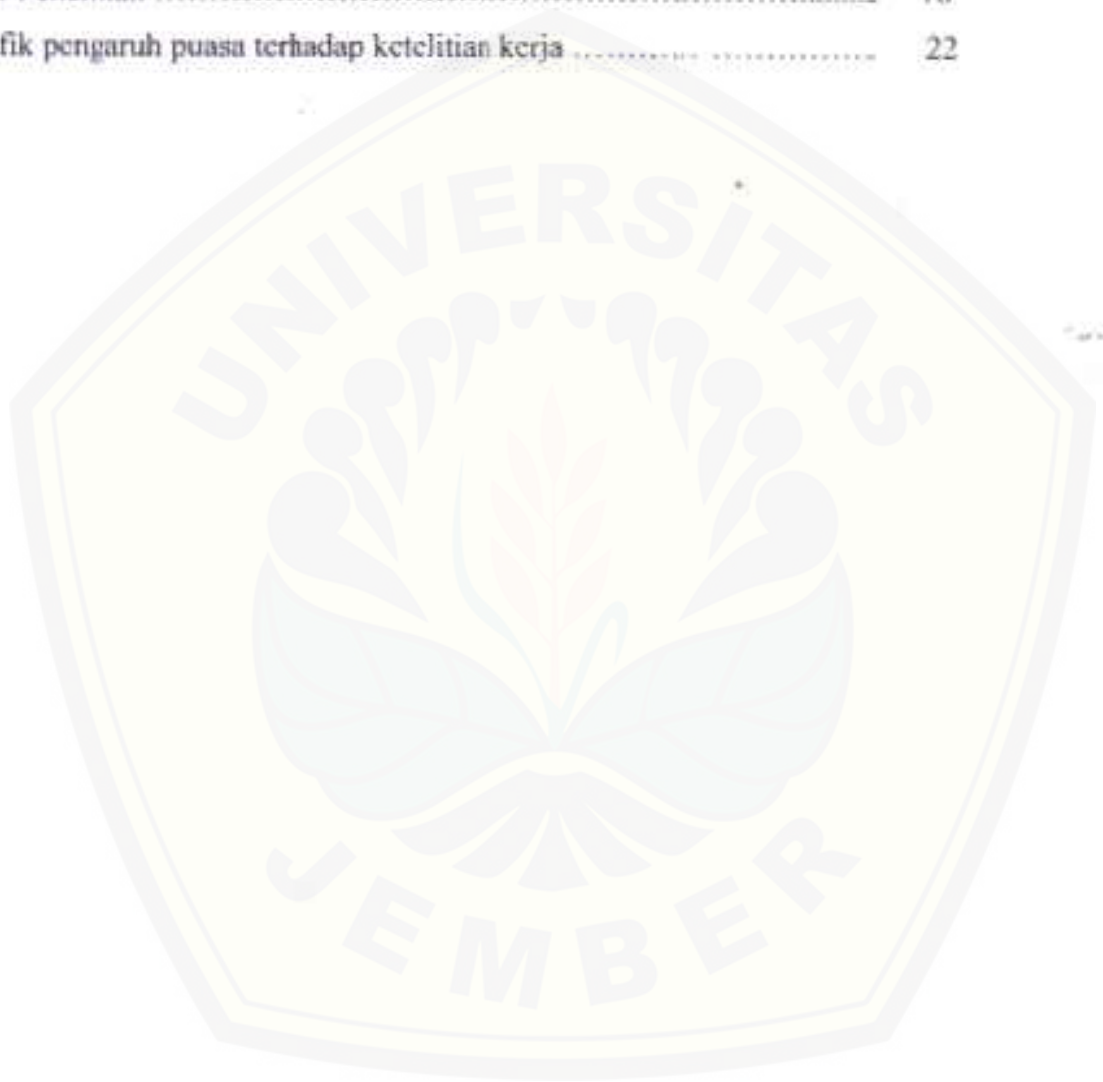 fik pengaruh puasa terhadap ketelitian kerja ........................... 22
UNIVERSITAS
JEMBER